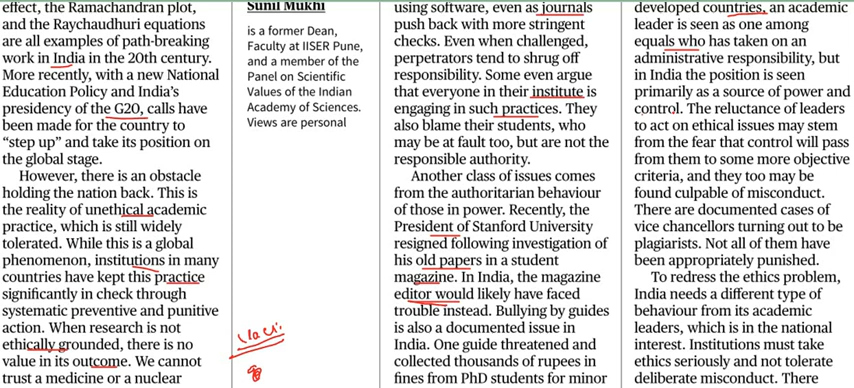 effect, the Ramachandran plot,
and the Raychaudhuri equations
are all examples of path-breaking
work in India in the 20th century.
More recently, with a new National
Education Policy and India's
presidency of the G20, calls have
been made for the country to
“step up” and take its position on
the global stage.
However, there is an obstacle
holding the nation back. This is
the reality of unethical academic
practice, which is still widely
tolerated. While this is a global
phenomenon, institutions in many
countries have kept this practice
significantly in check through
systematic preventive and punitive
action. When research is not
ethically grounded, there is no
value in its outcome. We cannot
trust a medicine or a nuclear
Sunil Mukhi
is a former Dean,
Faculty at IISER Pune,
and a member of the
Panel on Scientific
Values of the Indian
Academy of Sciences.
Views are personal
using software, even as journals
push back with more stringent
checks. Even when challenged,
perpetrators tend to shrug off
responsibility. Some even argue
that everyone in their institute is
engaging in such practices. They
also blame their students, who
may be at fault too, but are not the
responsible authority.
Another class of issues comes
from the authoritarian behaviour
of those in power. Recently, the
President of Stanford University
resigned following investigation of
his old papers in a student
magazine. In India, the magazine
editor would likely have faced
trouble instead. Bullying by guides
is also a documented issue in
India. One guide threatened and
collected thousands of rupees in
fines from PhD students for minor
developed countries, an academic
leader is seen as one among
equals who has taken on an
administrative responsibility, but
in India the position is seen
primarily as a source of power and
control. The reluctance of leaders
to act on ethical issues may stem
from the fear that control will pass
from them to some more objective
criteria, and they too may be
found culpable of misconduct.
There are documented cases of
vice chancellors turning out to be
plagiarists. Not all of them have
been appropriately punished.
To redress the ethics problem,
India needs a different type of
behaviour from its academic
leaders, which is in the national
interest. Institutions must take
ethics seriously and not tolerate
deliberate misconduct. There